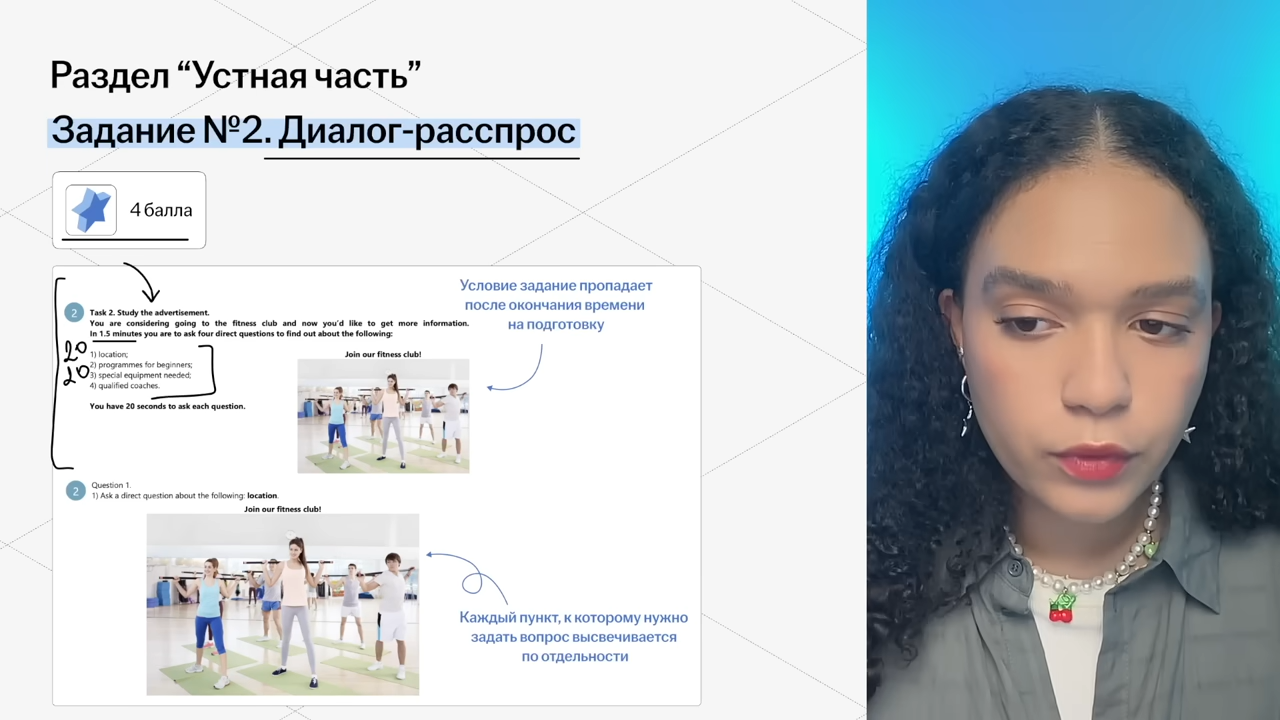 Раздел “Устная часть”
Задание №2. Диалог-расспрос
4 балла
Условие задание пропадает
после окончания времени
на подготовку
2
Task 2. Study the advertisement.
You are considering going to the fitness club and now you'd like to get more information.
In 1.5 minutes you are to ask four direct questions to find out about the following:
20
20
1) location;
2) programmes for beginners;
3) special equipment needed;
4) qualified coaches.
You have 20 seconds to ask each question.
Join our fitness club!
2
Question 1.
1) Ask a direct question about the following: location.
Join our fitness club!
Каждый пункт, к которому нужно
задать вопрос высвечивается
по отдельности